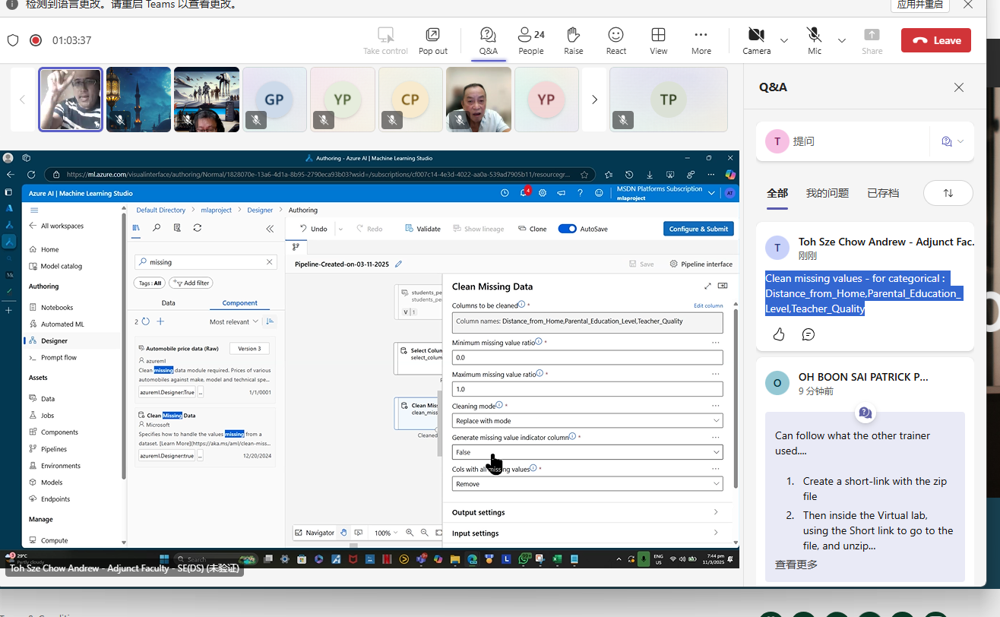 检测到语言更改。请重启 Teams 以查看更改。
应用并重启
01:03:37
Take control
Pop out
Q&A
24
People
Raise
React
View
More
Camera
Mic
Share
Leave
GP
YP
CP
YP
TP
Authoring - Azure AI | Machine Learning Studio
https://ml.azure.com/visualinterface/authoring/Normal/1828070e-13a6-4d1a-8b95-2790eca93b03?wsid=/subscriptions/cf007c14-4e3d-4022-aa0a-539ad7905b11/resourcegr...
Azure AI | Machine Learning Studio
4
MSDN Platforms Subscription
mlaproject
AT
All workspaces
Home
Model catalog
Authoring
Notebooks
Automated ML
Designer
Prompt flow
Assets
Data
Jobs
Components
Pipelines
Environments
Models
Endpoints
Manage
Compute
Default Directory
mlaproject
Designer
Authoring
missing
Tags : All
Add filter
Data
Component
2
Most relevant
Automobile price data (Raw)
Version 3
azureml
Clean missing data module required. Prices of various
automobiles against make, model and technical spe...
azureml.Designer:True
...
1/1/0001
Clean Missing Data
Microsoft
Specifies how to handle the values missing from a
dataset. [Learn More](https://aka.ms/aml/clean-miss...
azureml.Designer:true
...
12/20/2024
Undo
Redo
Validate
Show lineage
Clone
AutoSave
Configure & Submit
Pipeline-Created-on-03-11-2025
Save
Pipeline interface
students_pe
students_pe
V 1
Select Colun
select_colum
Clean Miss
clean_miss
Cleaned
Navigator
100%
Clean Missing Data
Columns to be cleaned *
Edit column
Column names: Distance_from_Home,Parental_Education_Level,Teacher_Quality
Minimum missing value ratio *
0.0
Maximum missing value ratio *
1.0
Cleaning mode *
Replace with mode
Generate missing value indicator column *
False
Cols with all missing values *
Remove
Output settings
Input settings
29°C
Partly cloudy
Search
ENG
US
7:44 pm
11/3/2025
Toh Sze Chow Andrew - Adjunct Faculty - SE(DS) (未验证)
Q&A
T
提问
全部
我的问题
已存档
T
Toh Sze Chow Andrew - Adjunct Fac...
刚刚
Clean missing values - for categorical :
Distance_from_Home,Parental_Education_
Level,Teacher_Quality
O
OH BOON SAI PATRICK P...
9 分钟前
Can follow what the other trainer
used....
1. Create a short-link with the zip
file
2. Then inside the Virtual lab,
using the Short link to go to the
file, and unzip...
查看更多